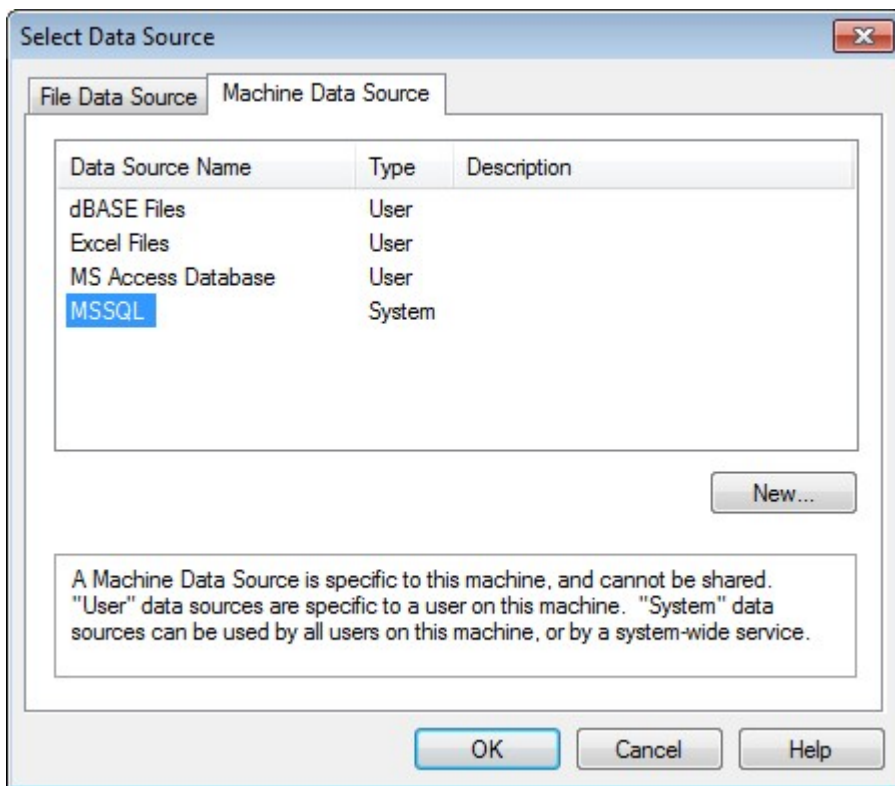 Select Data Source
File Data Source Machine Data Source
Data Source Name Type Description
dBASE Files User
Excel Files User
MS Access Database User
MSSQL System
New...
A Machine Data Source is specific to this machine, and cannot be shared.
"User" data sources are specific to a user on this machine. "System" data
sources can be used by all users on this machine, or by a system-wide service.
OK Cancel Help